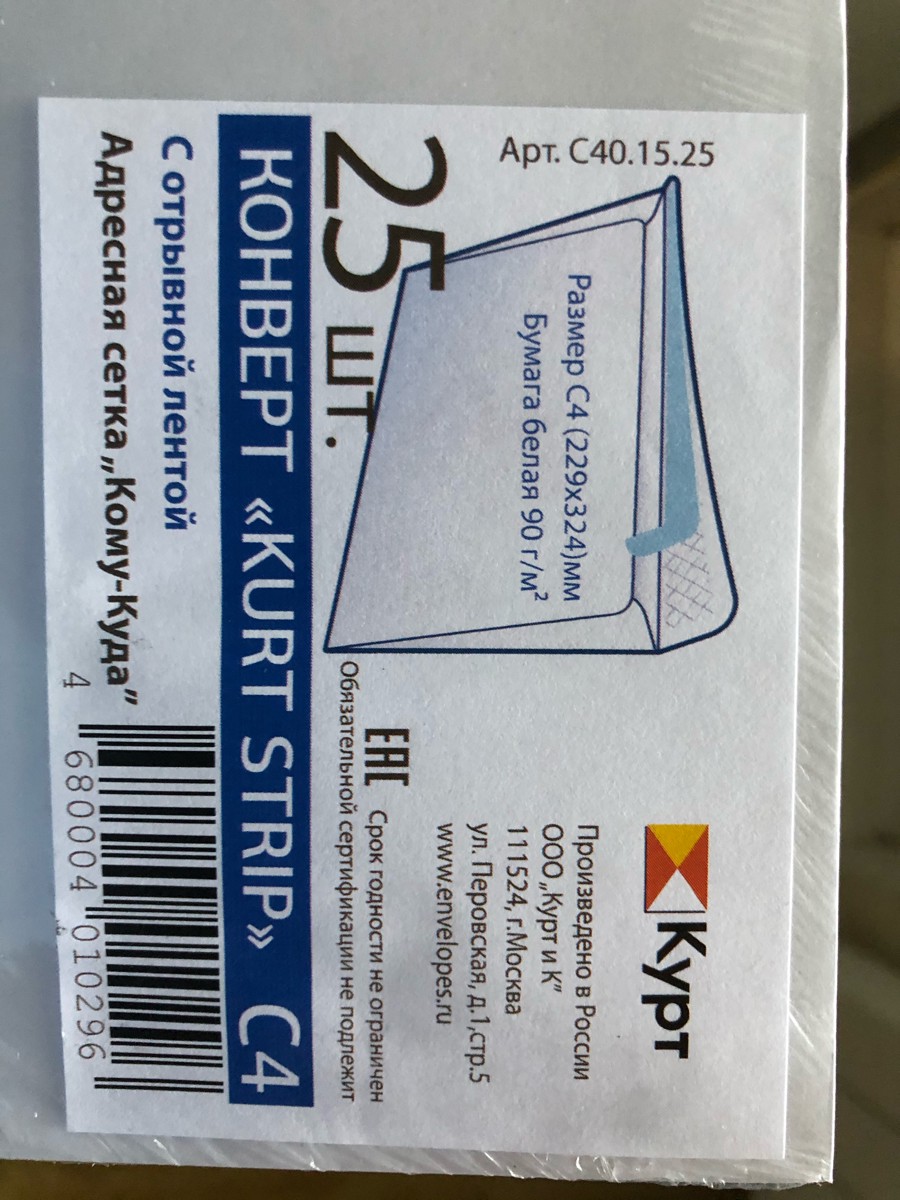 Арт. С40.15.25
Размер С4 (229х324)мм
Бумага белая 90 г/м²
25 шт.
Курт
Произведено в России
ООО „Курт и К”
111524, г.Москва
ул. Перовская, д.1,стр.5
www.envelopes.ru
ЕАС
Срок годности не ограничен
Обязательной сертификации не подлежит
КОНВЕРТ «KURT STRIP» C4
С отрывной лентой
Адресная сетка „Кому-Куда”
4 680004 010296